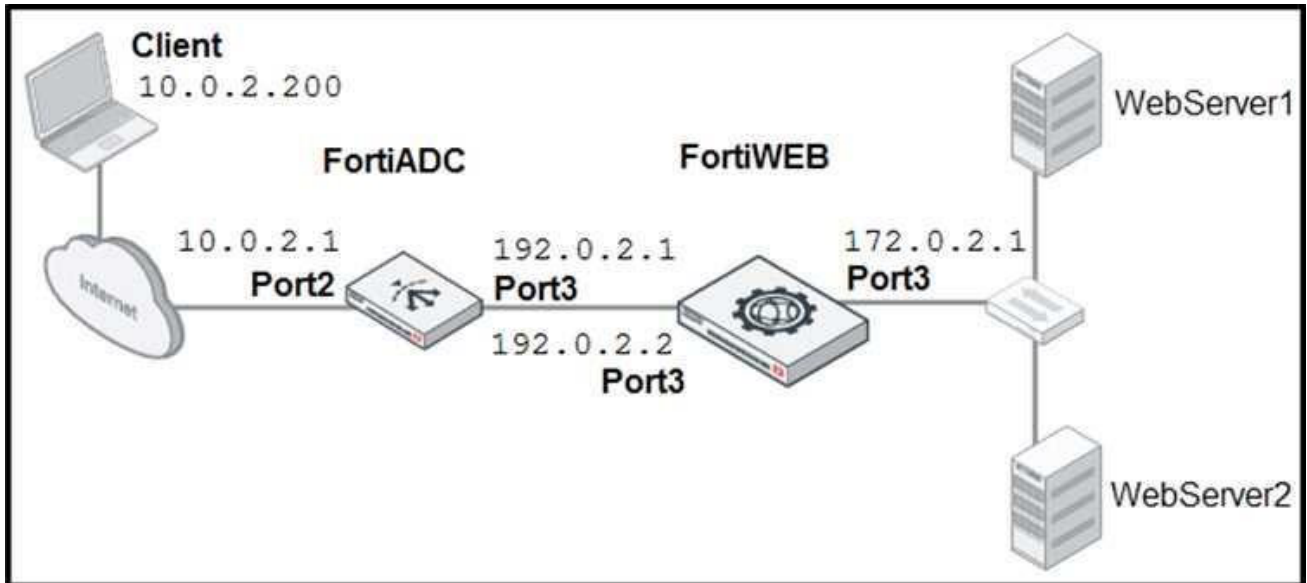 Client
10.0.2.200
WebServer1
FortiADC
FortiWEB
10.0.2.1
192.0.2.1
172.0.2.1
Internet
Port2
Port3
Port3
192.0.2.2
Port3
WebServer2